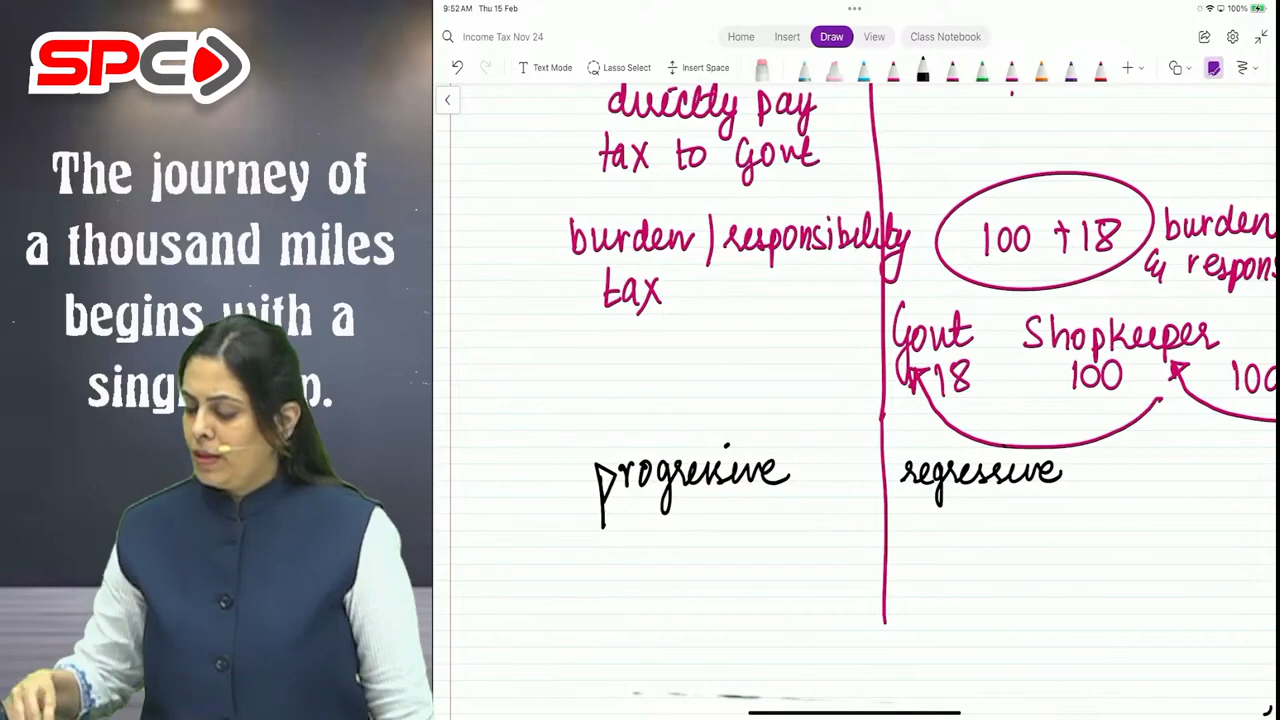 9:52 AM Thu 15 Feb
100%
SPC
Income Tax Nov 24
Home Insert Draw View Class Notebook
Text Mode Lasso Select Insert Space
The journey of
a thousand miles
begins with a
directly pay
tax to Govt
burden / responsibility
tax
100 + 18
burden
& respons
Govt Shopkeeper
18 100 100
progressive regressive